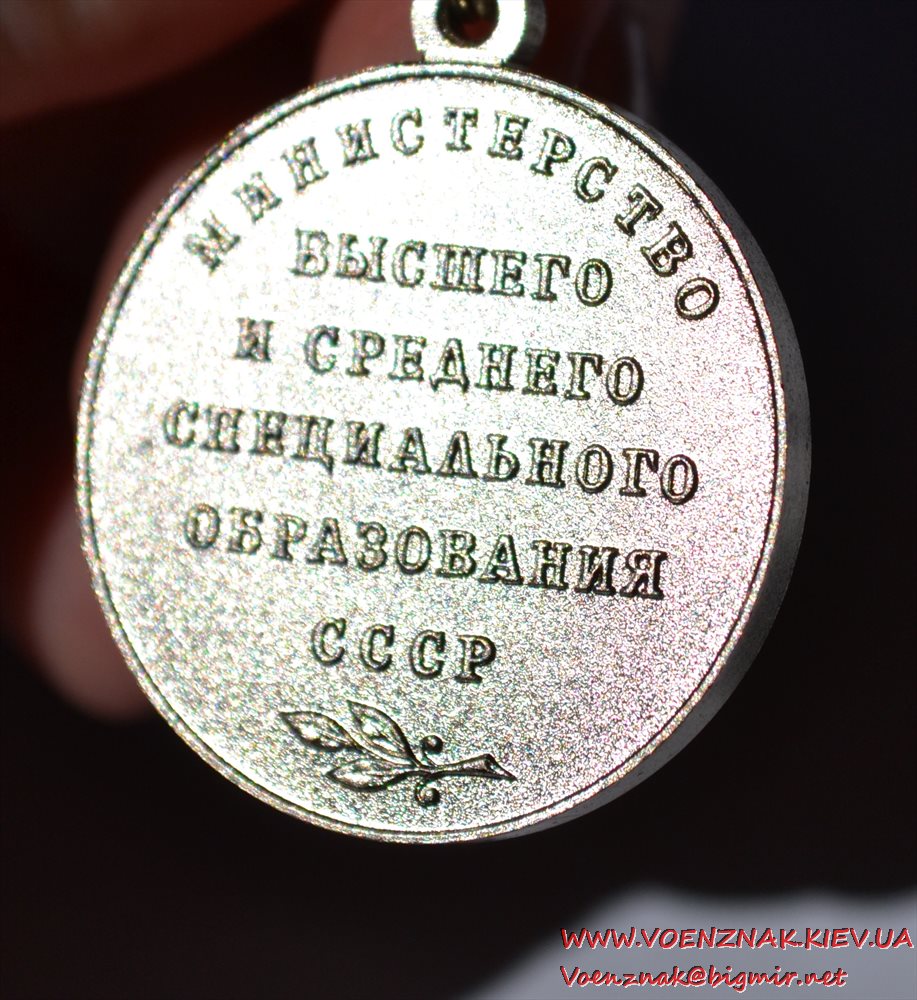 МИНИСТЕРСТВО
ВЫСШЕГО
И СРЕДНЕГО
СПЕЦИАЛЬНОГО
ОБРАЗОВАНИЯ
СССР
WWW.VOENZNAK.KIEV.UA
Voenznak@bigmir.net